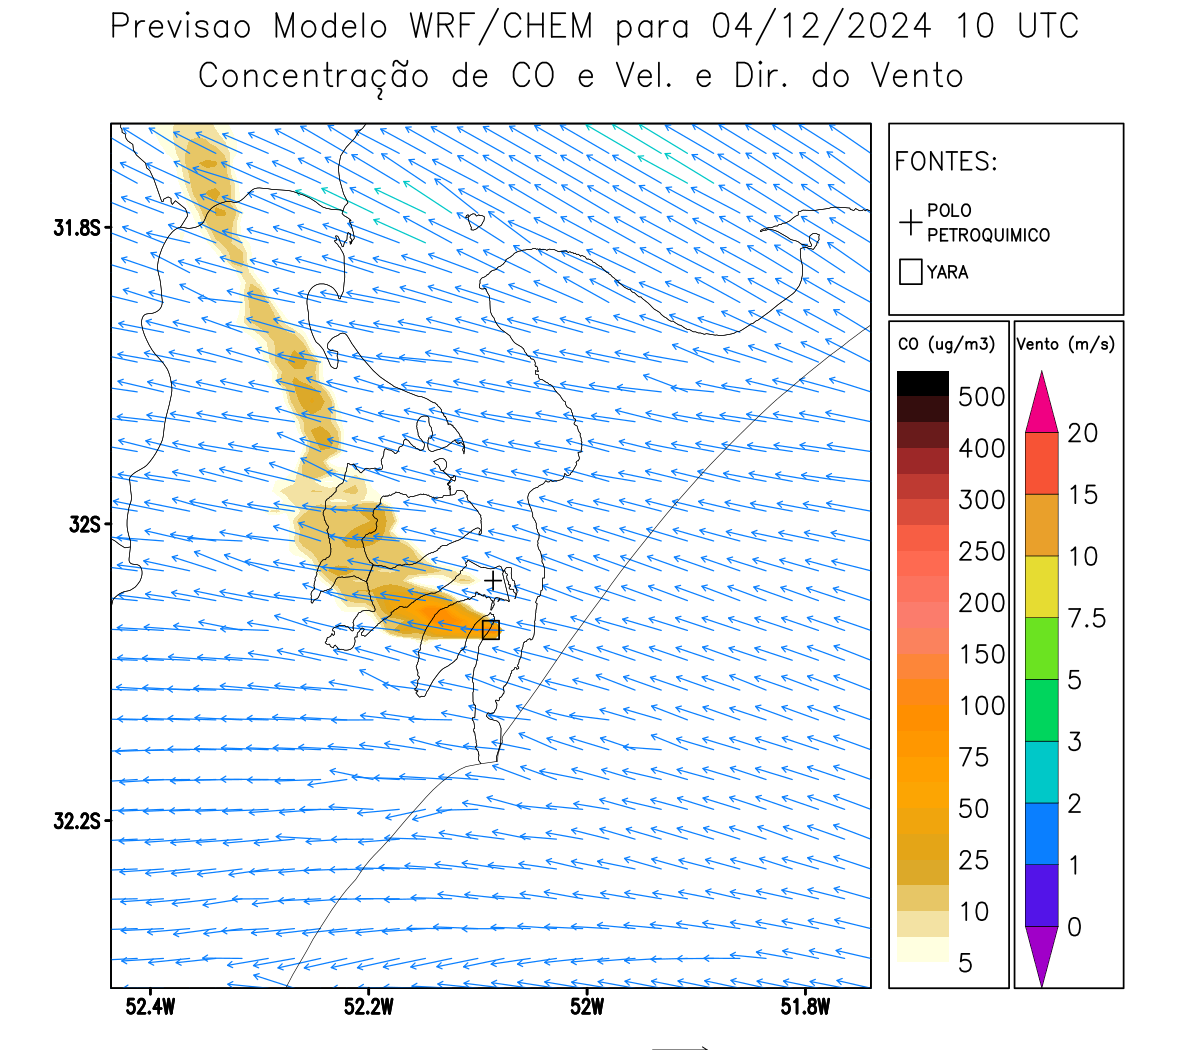 Previsao Modelo WRF/CHEM para 04/12/2024 10 UTC
Concentração de CO e Vel. e Dir. do Vento
FONTES:
POLO
PETROQUIMICO
YARA
CO (ug/m3)
500
400
300
250
200
150
100
75
50
25
10
5
Vento (m/s)
20
15
10
7.5
5
3
2
1
0
31.8S
32S
32.2S
52.4W
52.2W
52W
51.8W